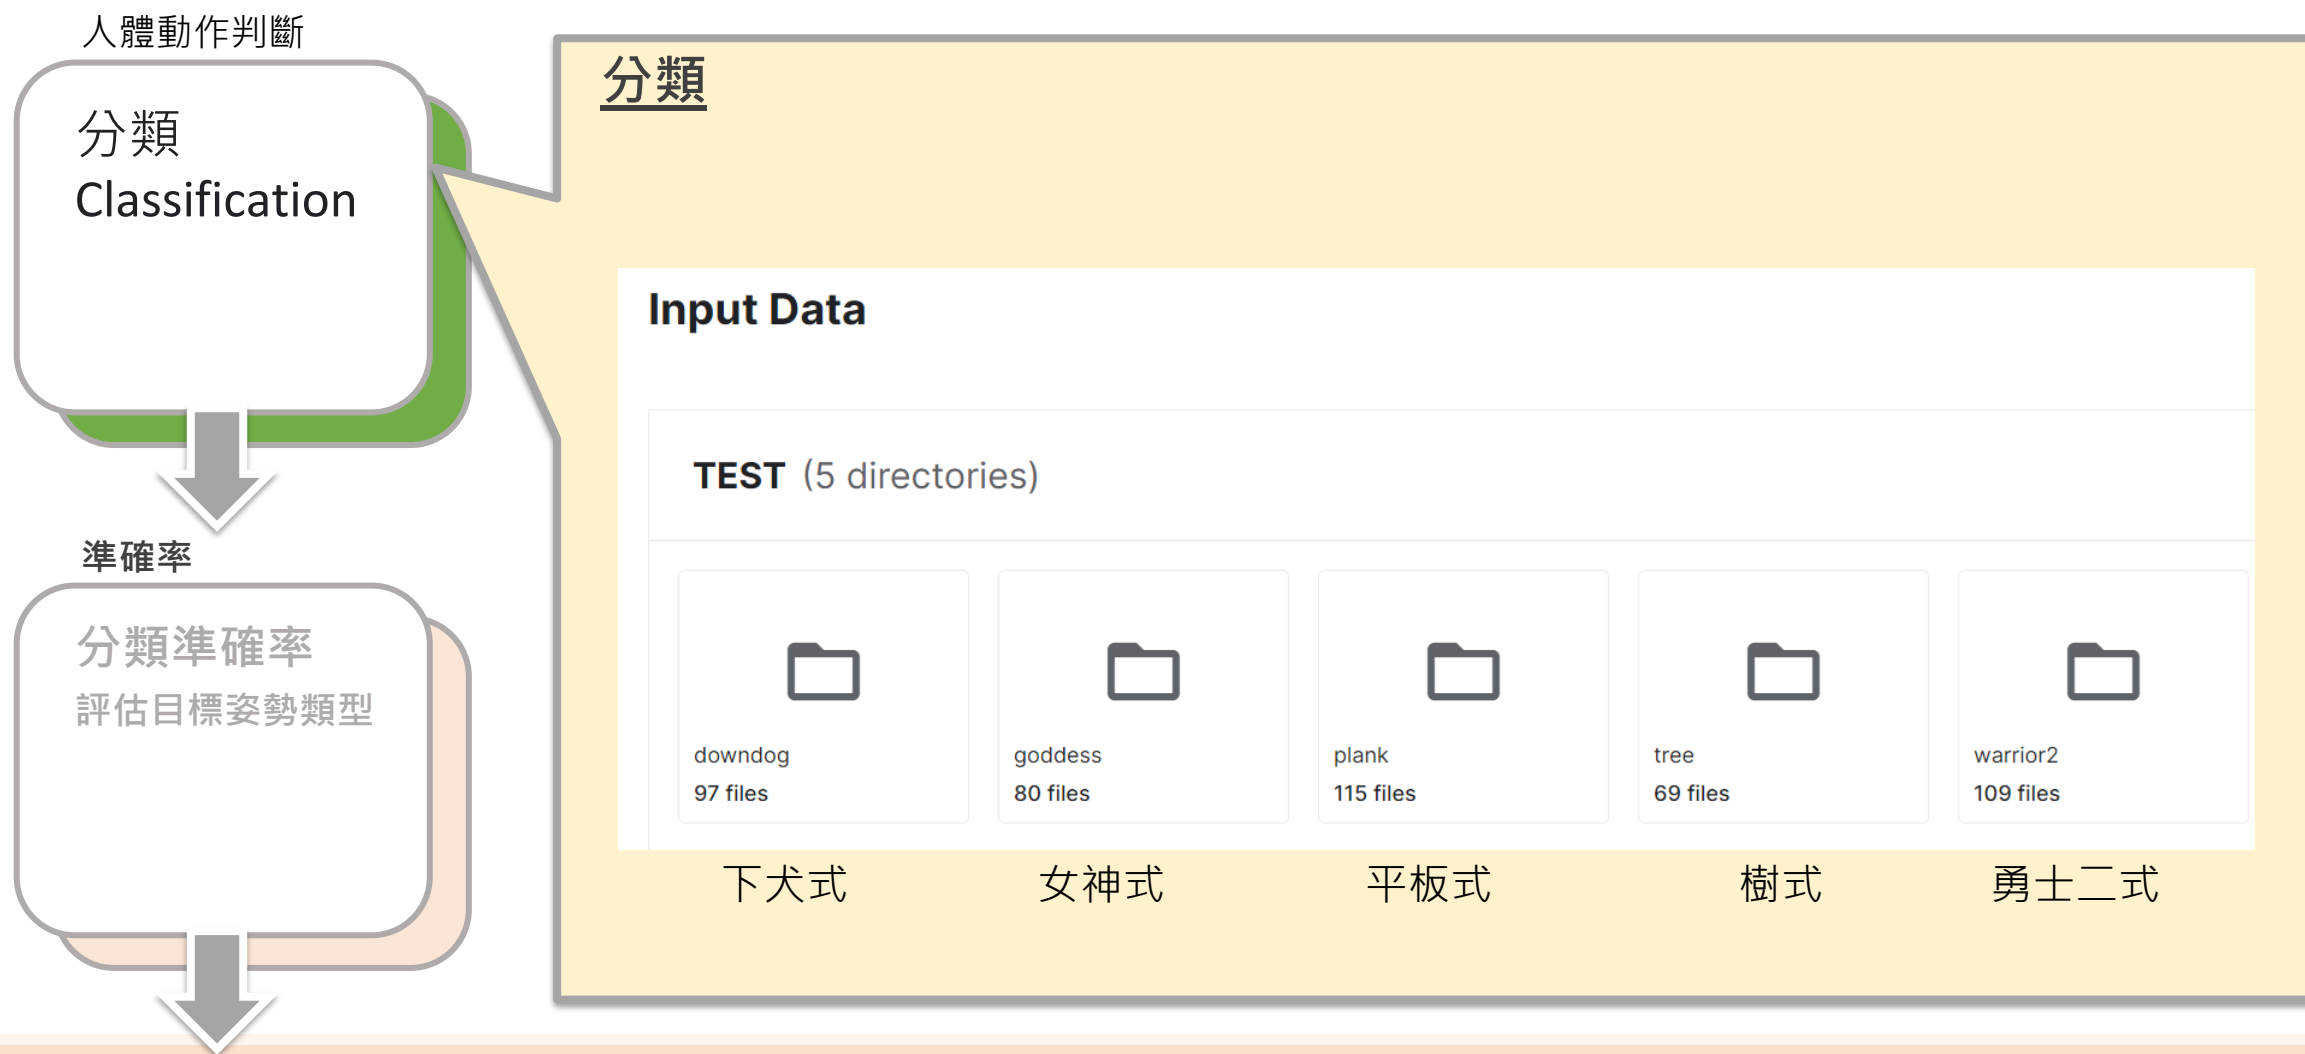 人體動作判斷
分類
Classification
準確率
分類準確率
評估目標姿勢類型
分類
Input Data
TEST (5 directories)
downdog
97 files
goddess
80 files
plank
115 files
tree
69 files
warrior2
109 files
下犬式
女神式
平板式
樹式
勇士二式